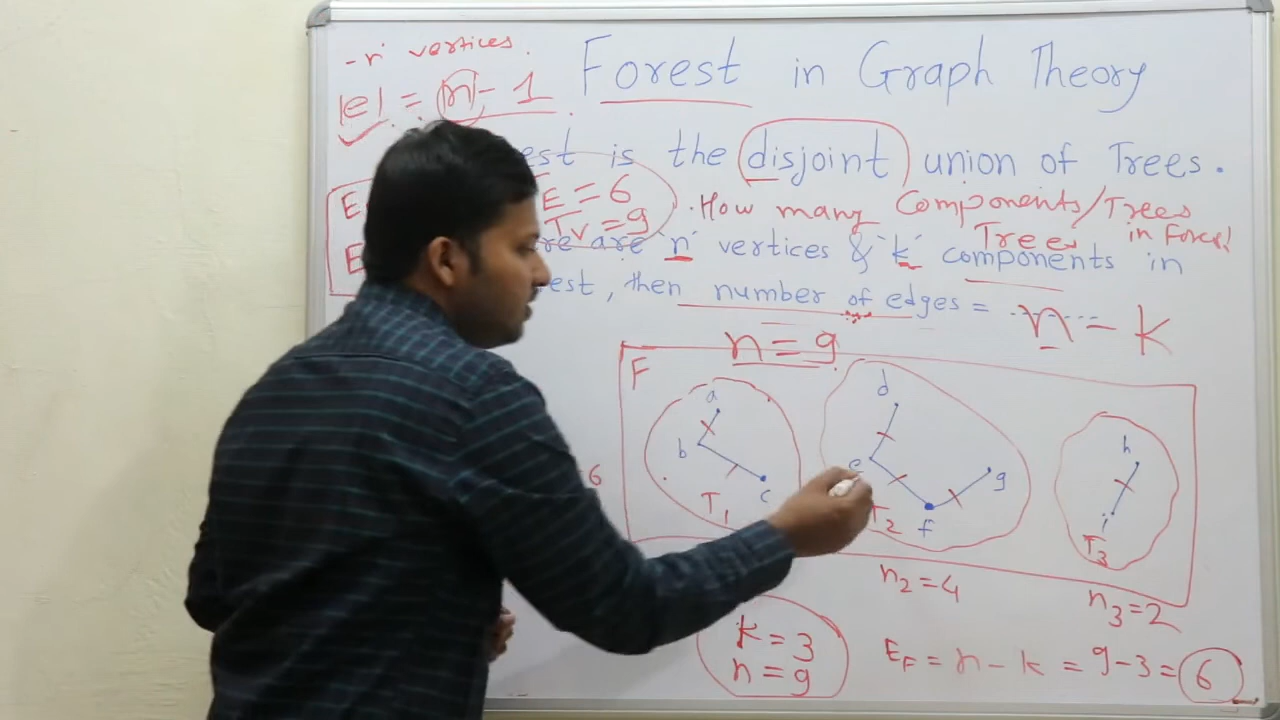 n vertices.
|e| = n - 1
Forest in Graph Theory
est is the disjoint union of Trees.
E = 6
Tv = 9
How many Components/Trees
in Forest
Tree
re are 'n' vertices & 'k' components in
est, then number of edges = n - k
n = 9
F
a
b
c
T1
d
e
f
g
T2
h
i
T3
6
n2 = 4
n3 = 2
k = 3
n = 9
EF = n - k = 9 - 3 = 6